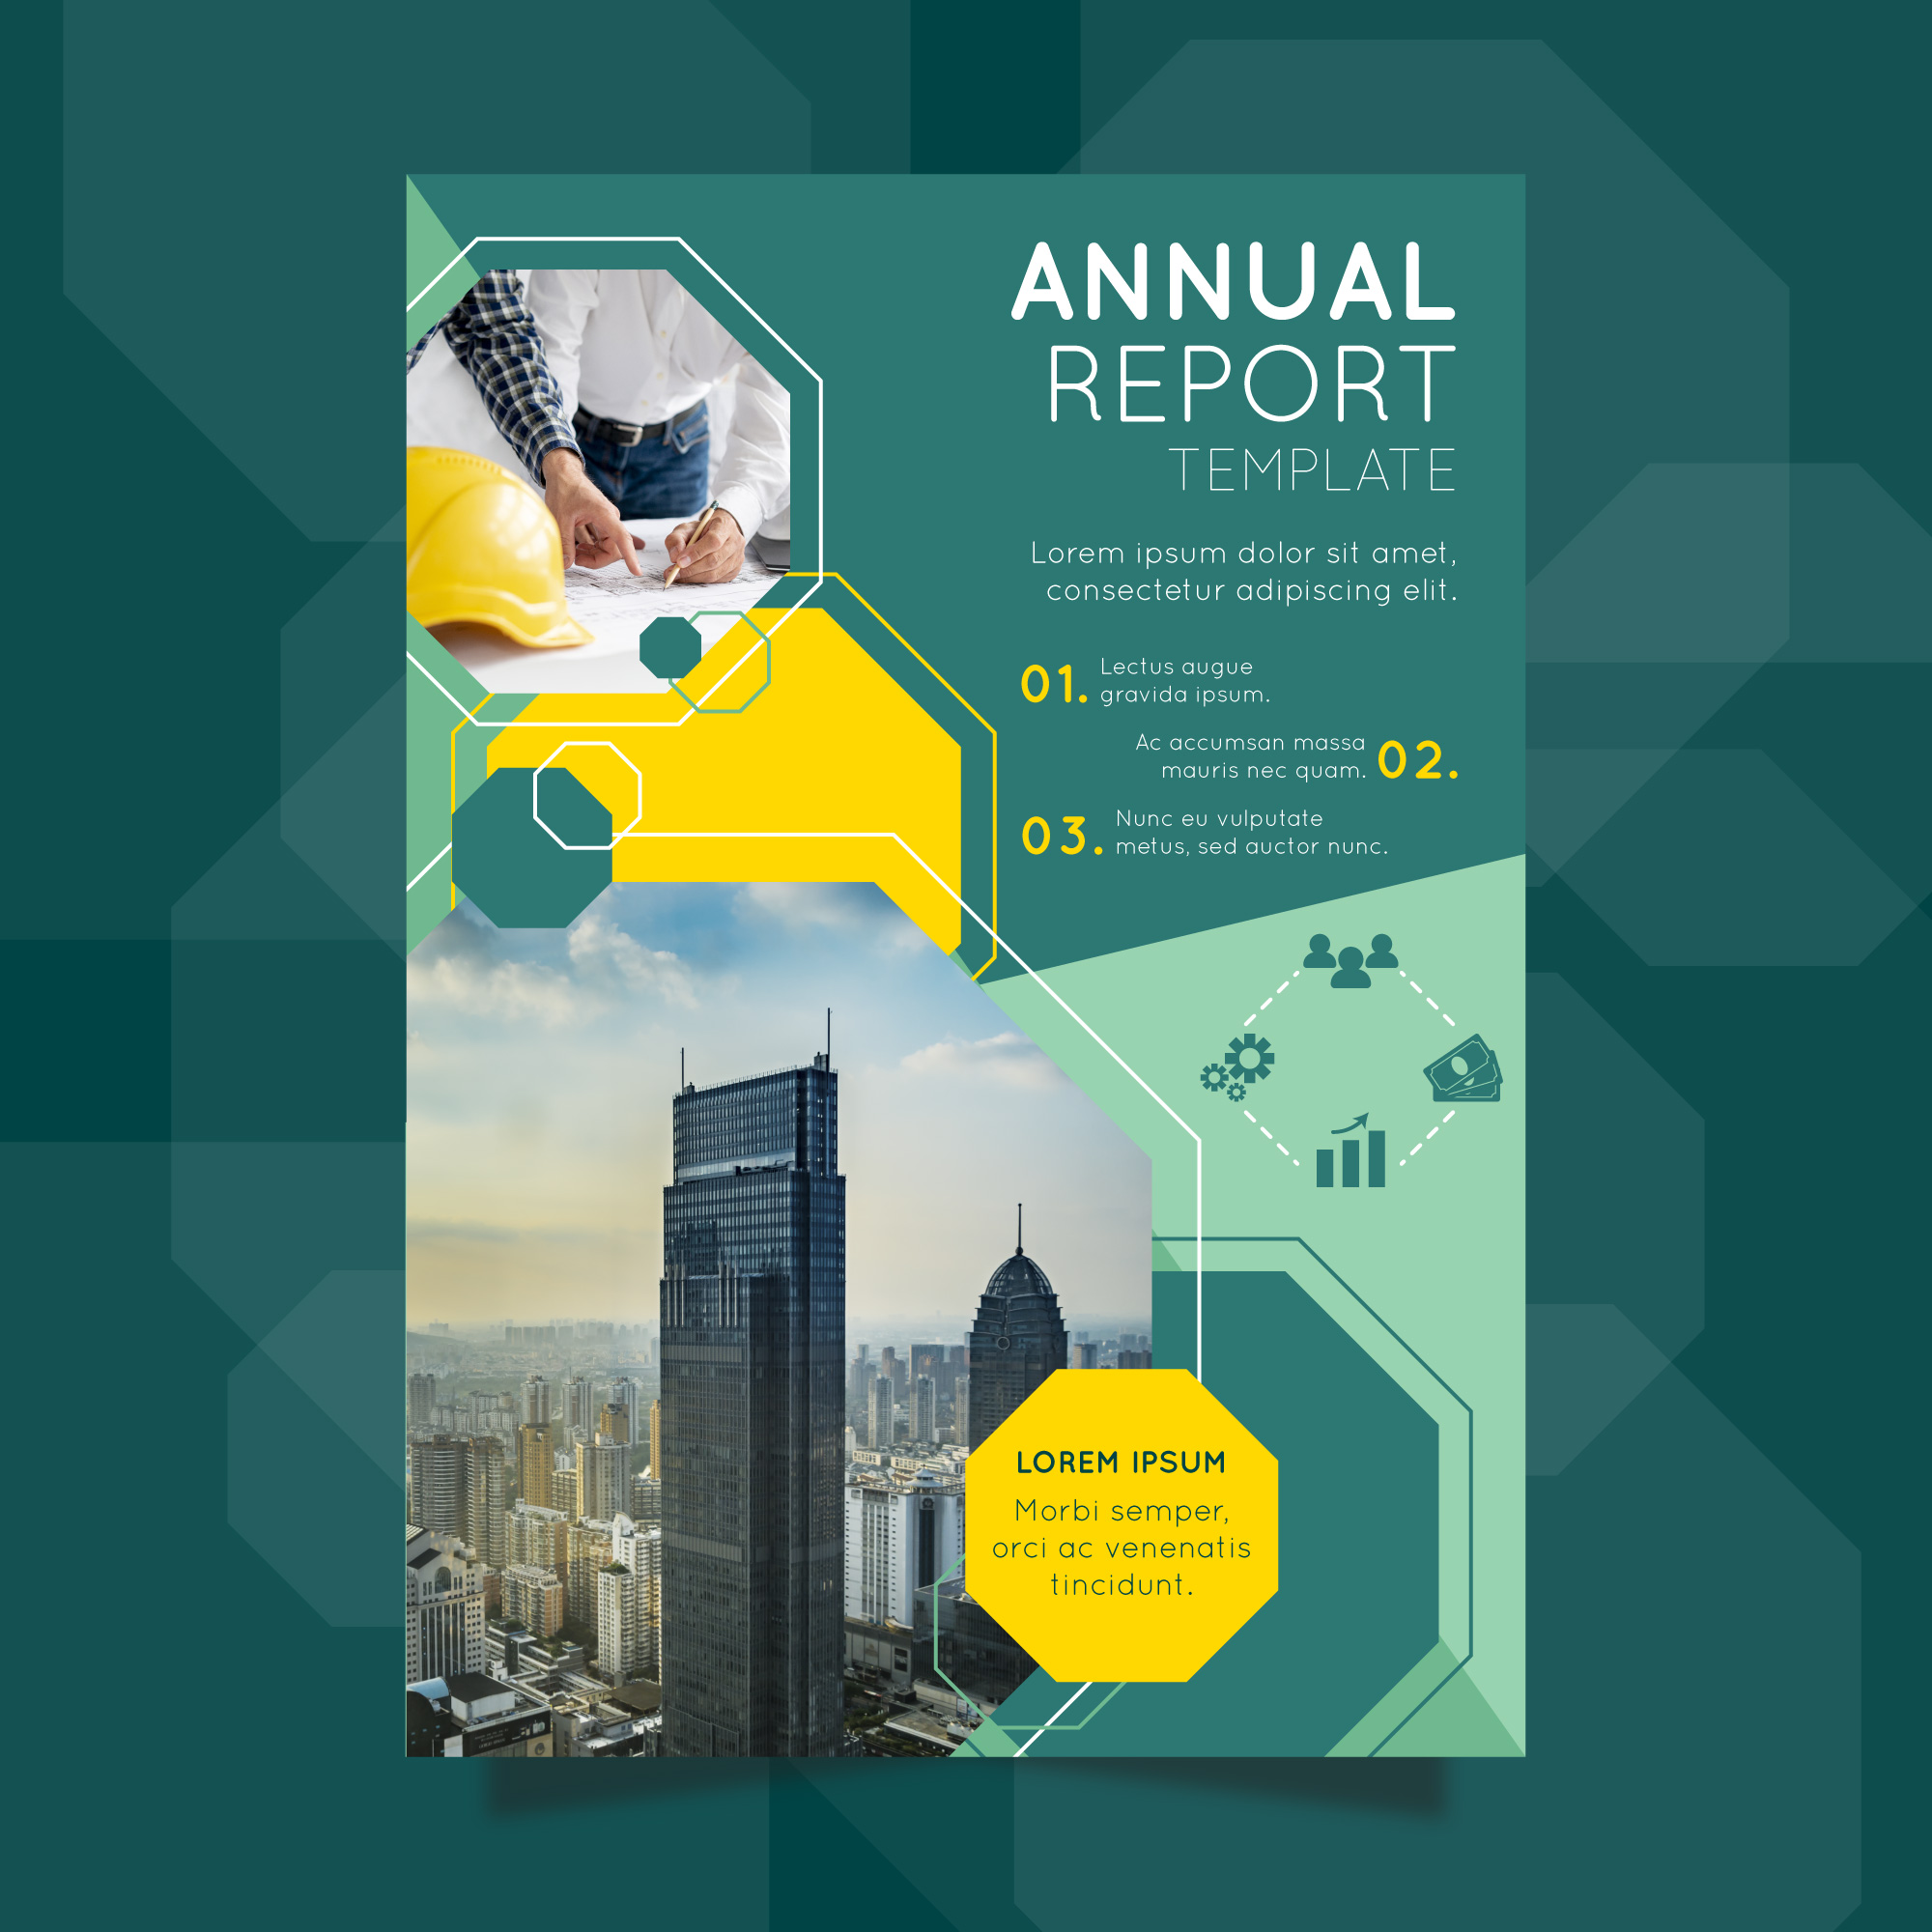 ANNUAL
REPORT
TEMPLATE
Lorem ipsum dolor sit amet,
consectetur adipiscing elit.
01.
Lectus augue
gravida ipsum.
Ac accumsan massa
mauris nec quam.
02.
03.
Nunc eu vulputate
metus, sed auctor nunc.
LOREM IPSUM
Morbi semper,
orci ac venenatis
tincidunt.